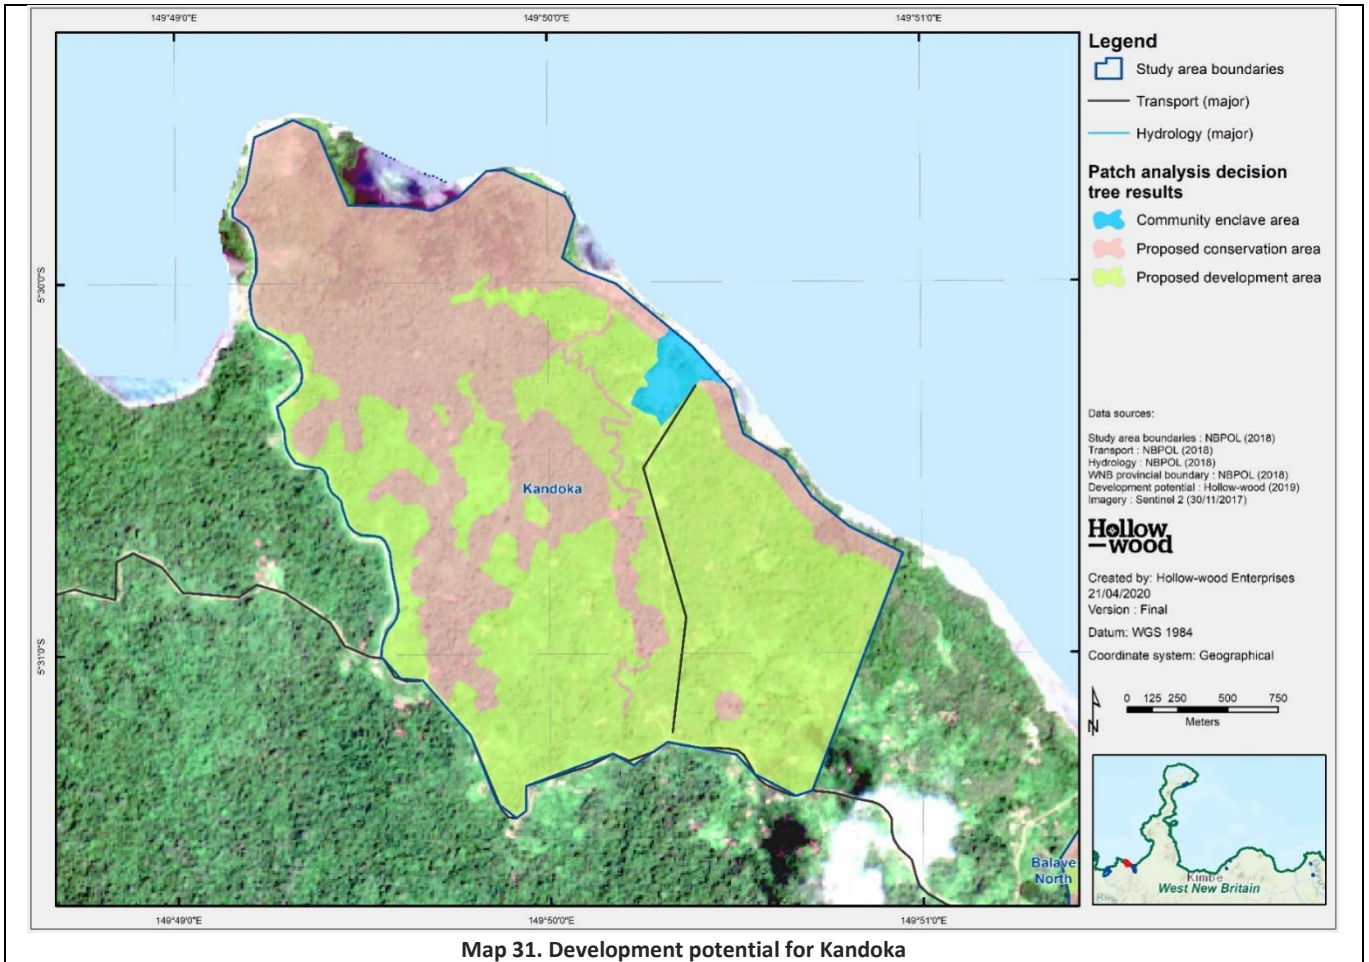 149°49'0"E
149°50'0"E
149°51'0"E
5°30'0"S
5°31'0"S
Kandoka
Balave
North
149°49'0"E
149°50'0"E
149°51'0"E
Legend
Study area boundaries
Transport (major)
Hydrology (major)
Patch analysis decision
tree results
Community enclave area
Proposed conservation area
Proposed development area
Data sources:
Study area boundaries : NBPOL (2018)
Transport : NBPOL (2018)
Hydrology : NBPOL (2018)
WNB provincial boundary : NBPOL (2018)
Development potential : Hollow-wood (2019)
Imagery : Sentinel 2 (30/11/2017)
Hollow
—wood
Created by: Hollow-wood Enterprises
21/04/2020
Version : Final
Datum: WGS 1984
Coordinate system: Geographical
N
0 125 250 500 750
Meters
Kimbe
West New Britain
Map 31. Development potential for Kandoka